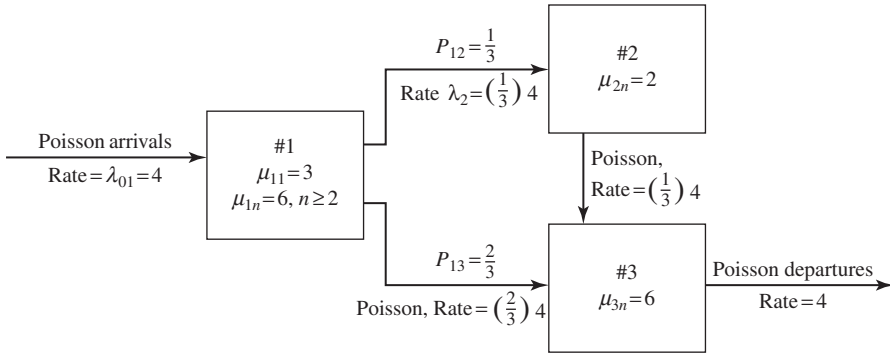 Poisson arrivals
Rate = λ₀₁ = 4
#1
μ₁₁ = 3
μ₁ₙ = 6, n ≥ 2
P₁₂ = 1/3
Rate λ₂ = (1/3) 4
#2
μ₂ₙ = 2
Poisson,
Rate = (1/3) 4
P₁₃ = 2/3
Poisson, Rate = (2/3) 4
#3
μ₃ₙ = 6
Poisson departures
Rate = 4